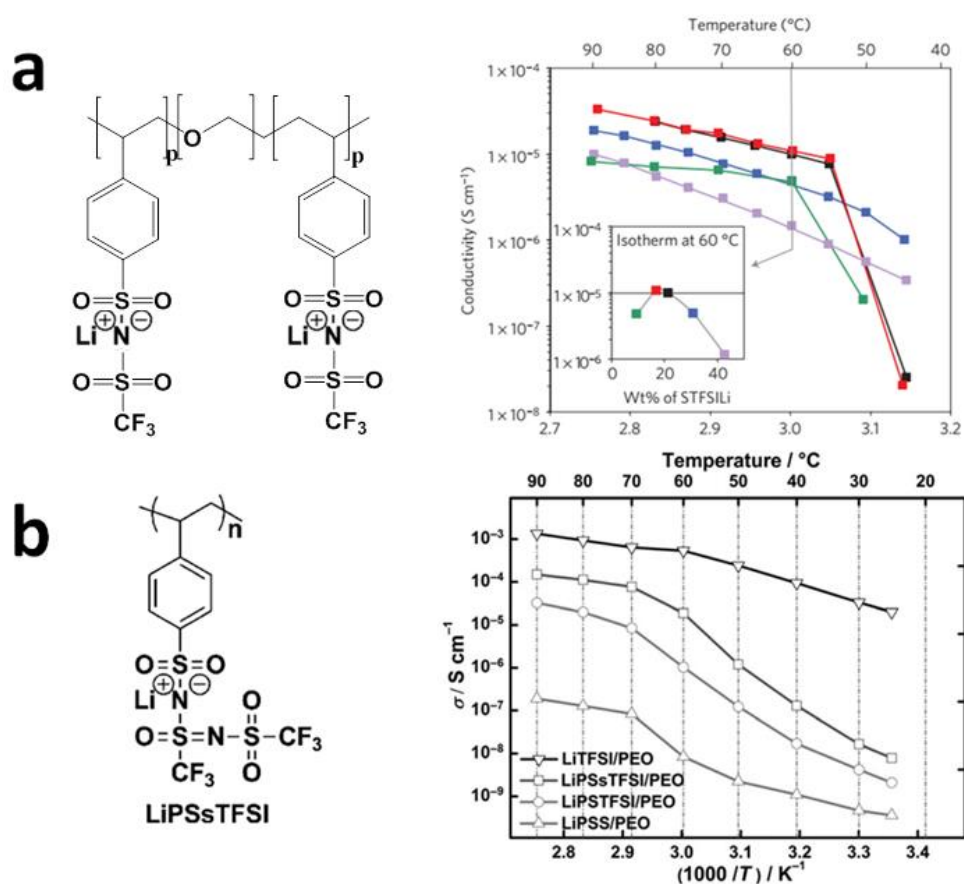 a
p
O
p
O=S=O
Li + N −
O=S=O
CF3
O=S=O
Li + N −
O=S=O
CF3
Temperature (°C)
90 80 70 60 50 40
1×10−4
1×10−5
1×10−6
1×10−7
1×10−8
Conductivity (S cm−1)
Isotherm at 60 °C
1×10−4
1×10−5
1×10−6
0 20 40
Wt% of STFSILi
2.7 2.8 2.9 3.0 3.1 3.2
b
n
O=S=O
Li + N −
O=S=N−S−CF3
O
O
CF3
LiPSsTFSI
Temperature / °C
90 80 70 60 50 40 30 20
10−3
10−4
10−5
10−6
10−7
10−8
10−9
σ / S cm−1
LiTFSI/PEO
LiPSsTFSI/PEO
LiPSTFSI/PEO
LiPSS/PEO
2.8 2.9 3.0 3.1 3.2 3.3 3.4
(1000 /T) / K−1